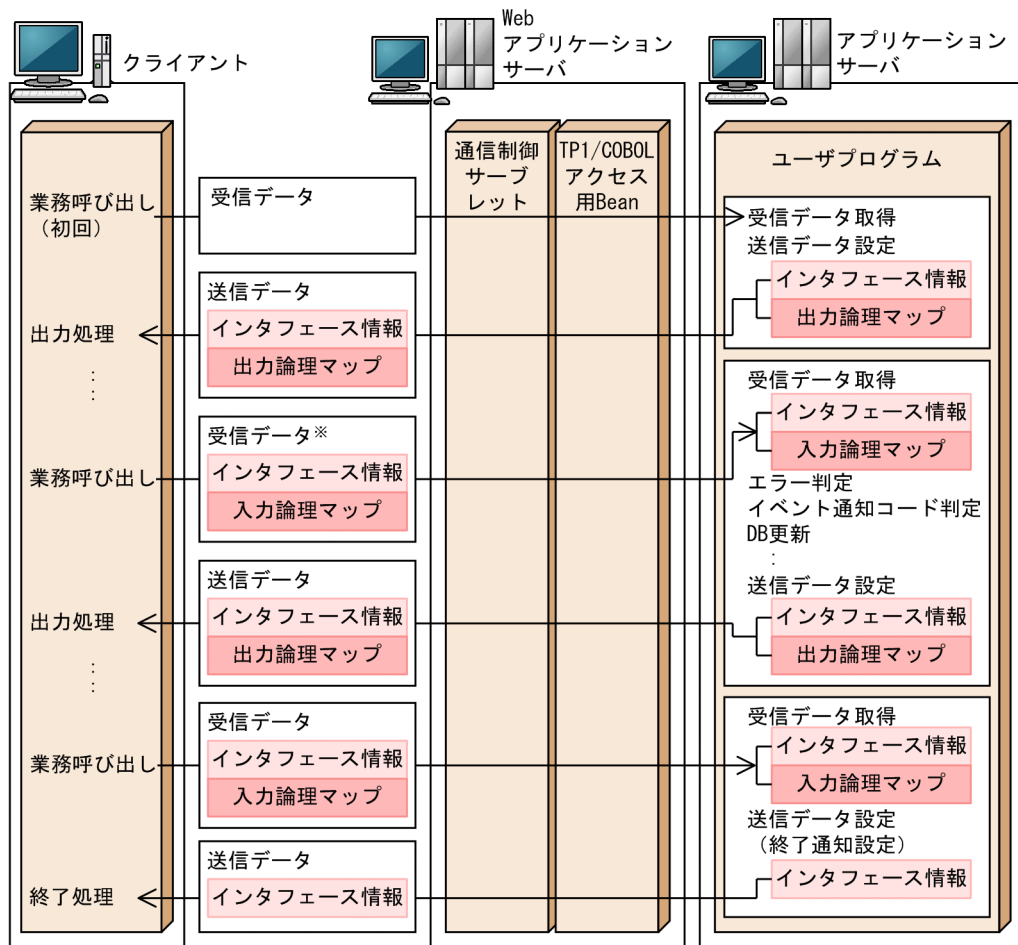 クライアント
Web
アプリケーション
サーバ
アプリケーション
サーバ
通信制御
サーブ
レット
TP1/COBOL
アクセス
用Bean
ユーザプログラム
業務呼び出し
(初回)
受信データ
受信データ取得
送信データ設定
インタフェース情報
出力論理マップ
送信データ
インタフェース情報
出力論理マップ
出力処理
⋮
受信データ取得
インタフェース情報
入力論理マップ
受信データ※
インタフェース情報
入力論理マップ
業務呼び出し
エラー判定
イベント通知コード判定
DB更新
:
送信データ設定
インタフェース情報
出力論理マップ
送信データ
インタフェース情報
出力論理マップ
出力処理
⋮
受信データ取得
インタフェース情報
入力論理マップ
受信データ
インタフェース情報
入力論理マップ
業務呼び出し
送信データ設定
(終了通知設定)
インタフェース情報
送信データ
インタフェース情報
終了処理